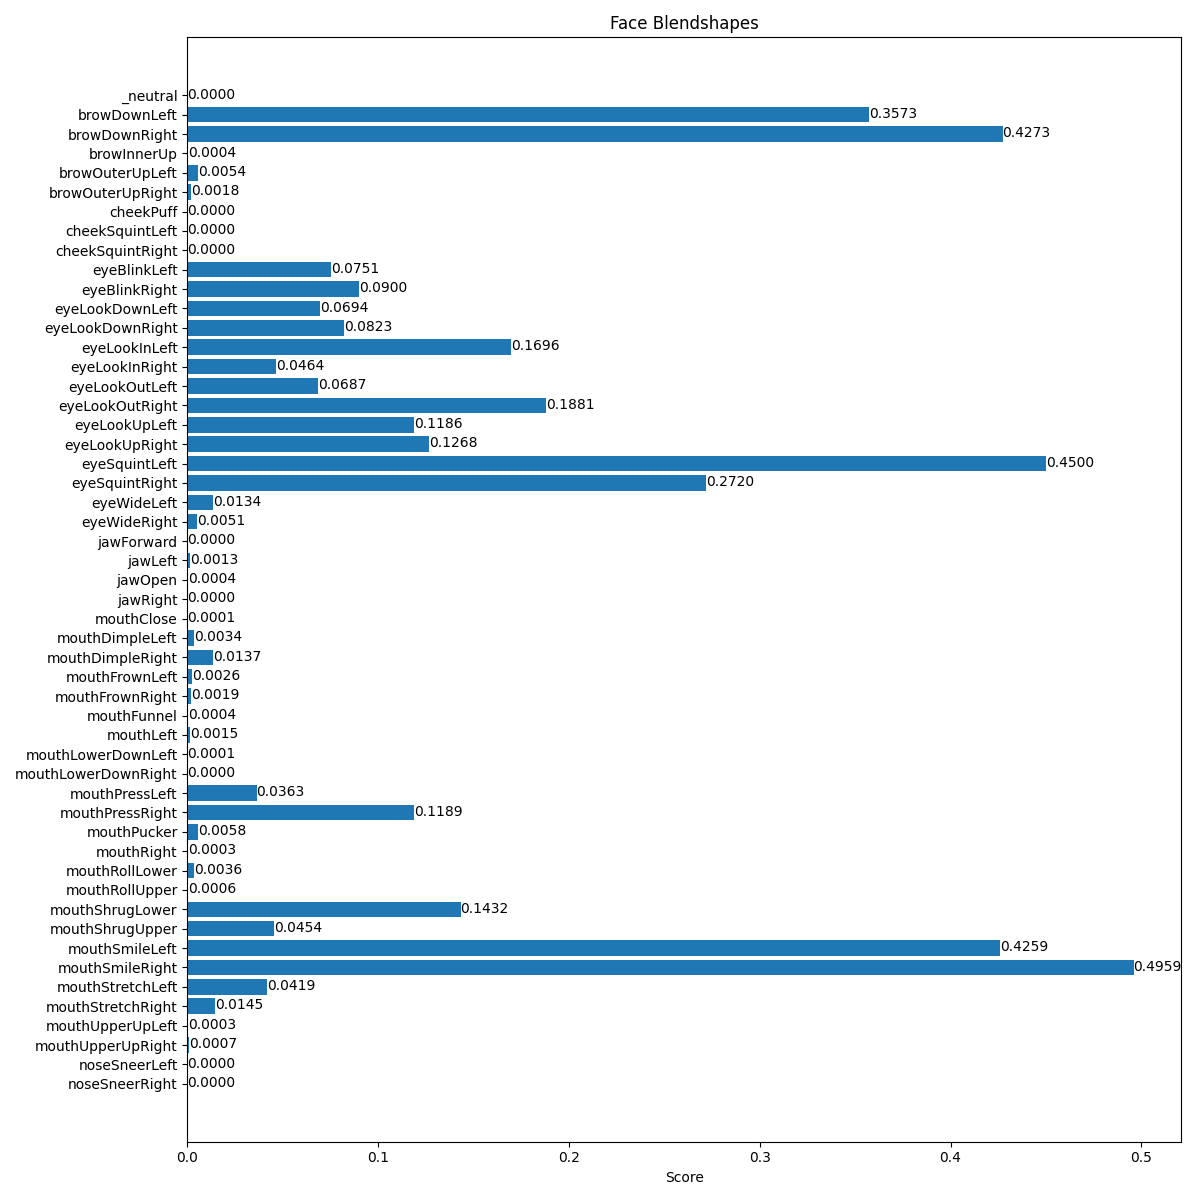 Face Blendshapes
_neutral 0.0000
browDownLeft 0.3573
browDownRight 0.4273
browInnerUp 0.0004
browOuterUpLeft 0.0054
browOuterUpRight 0.0018
cheekPuff 0.0000
cheekSquintLeft 0.0000
cheekSquintRight 0.0000
eyeBlinkLeft 0.0751
eyeBlinkRight 0.0900
eyeLookDownLeft 0.0694
eyeLookDownRight 0.0823
eyeLookInLeft 0.1696
eyeLookInRight 0.0464
eyeLookOutLeft 0.0687
eyeLookOutRight 0.1881
eyeLookUpLeft 0.1186
eyeLookUpRight 0.1268
eyeSquintLeft 0.4500
eyeSquintRight 0.2720
eyeWideLeft 0.0134
eyeWideRight 0.0051
jawForward 0.0000
jawLeft 0.0013
jawOpen 0.0004
jawRight 0.0000
mouthClose 0.0001
mouthDimpleLeft 0.0034
mouthDimpleRight 0.0137
mouthFrownLeft 0.0026
mouthFrownRight 0.0019
mouthFunnel 0.0004
mouthLeft 0.0015
mouthLowerDownLeft 0.0001
mouthLowerDownRight 0.0000
mouthPressLeft 0.0363
mouthPressRight 0.1189
mouthPucker 0.0058
mouthRight 0.0003
mouthRollLower 0.0036
mouthRollUpper 0.0006
mouthShrugLower 0.1432
mouthShrugUpper 0.0454
mouthSmileLeft 0.4259
mouthSmileRight 0.4959
mouthStretchLeft 0.0419
mouthStretchRight 0.0145
mouthUpperUpLeft 0.0003
mouthUpperUpRight 0.0007
noseSneerLeft 0.0000
noseSneerRight 0.0000
0.0 0.1 0.2 0.3 0.4 0.5
Score